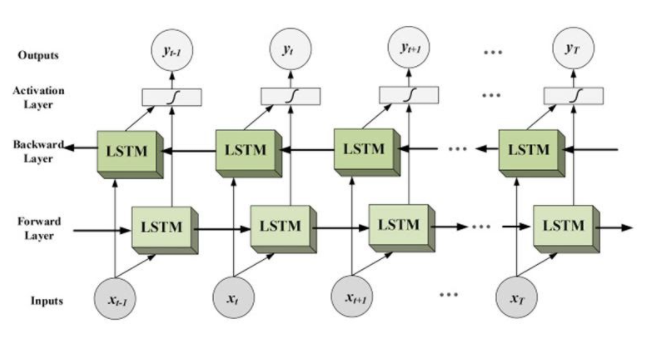 Outputs
y_{t-1} y_t y_{t+1} ... y_T
Activation
Layer
∫ ∫ ∫ ... ∫
Backward
Layer
LSTM LSTM LSTM ... LSTM
Forward
Layer
LSTM LSTM LSTM ... LSTM
Inputs
x_{t-1} x_t x_{t+1} ... x_T